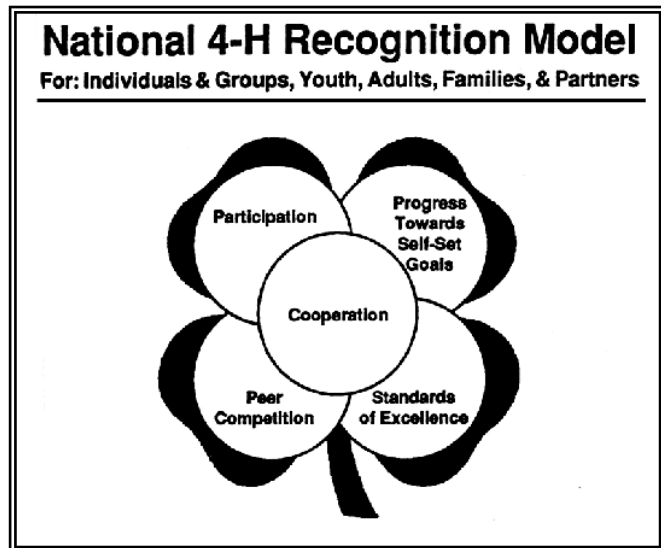 National 4-H Recognition Model
For: Individuals & Groups, Youth, Adults, Families, & Partners
Participation
Progress
Towards
Self-Set
Goals
Cooperation
Peer
Competition
Standards
of Excellence